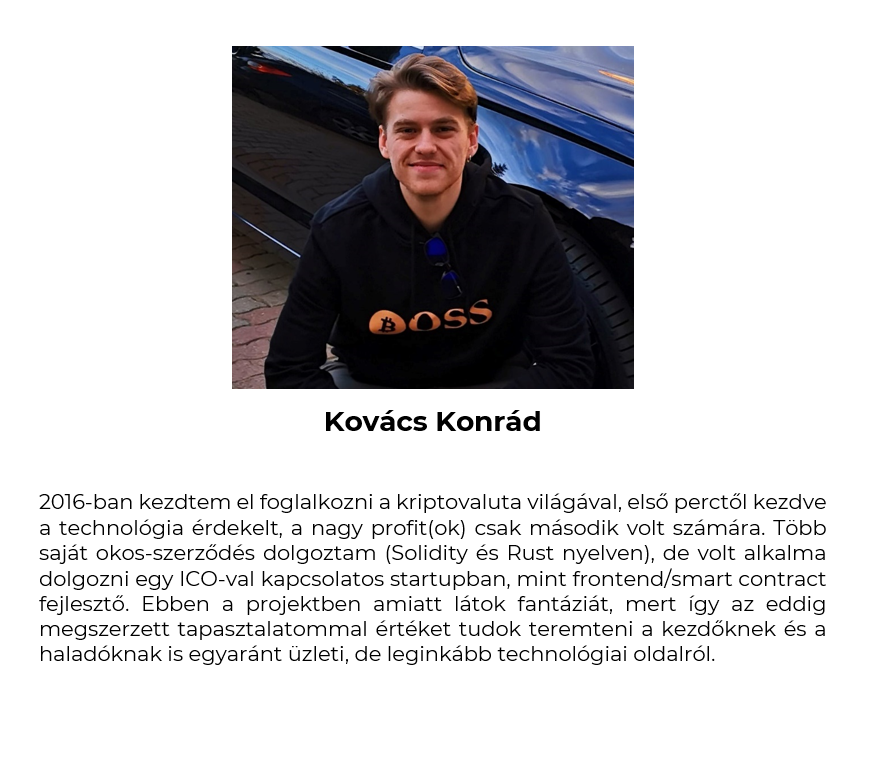 BOSS
Kovács Konrád
2016-ban kezdtem el foglalkozni a kriptovaluta világával, első perctől kezdve
a technológia érdekelt, a nagy profit(ok) csak második volt számára. Több
saját okos-szerződés dolgoztam (Solidity és Rust nyelven), de volt alkalma
dolgozni egy ICO-val kapcsolatos startupban, mint frontend/smart contract
fejlesztő. Ebben a projektben amiatt látok fantáziát, mert így az eddig
megszerzett tapasztalatommal értéket tudok teremteni a kezdőknek és a
haladóknak is egyaránt üzleti, de leginkább technológiai oldalról.